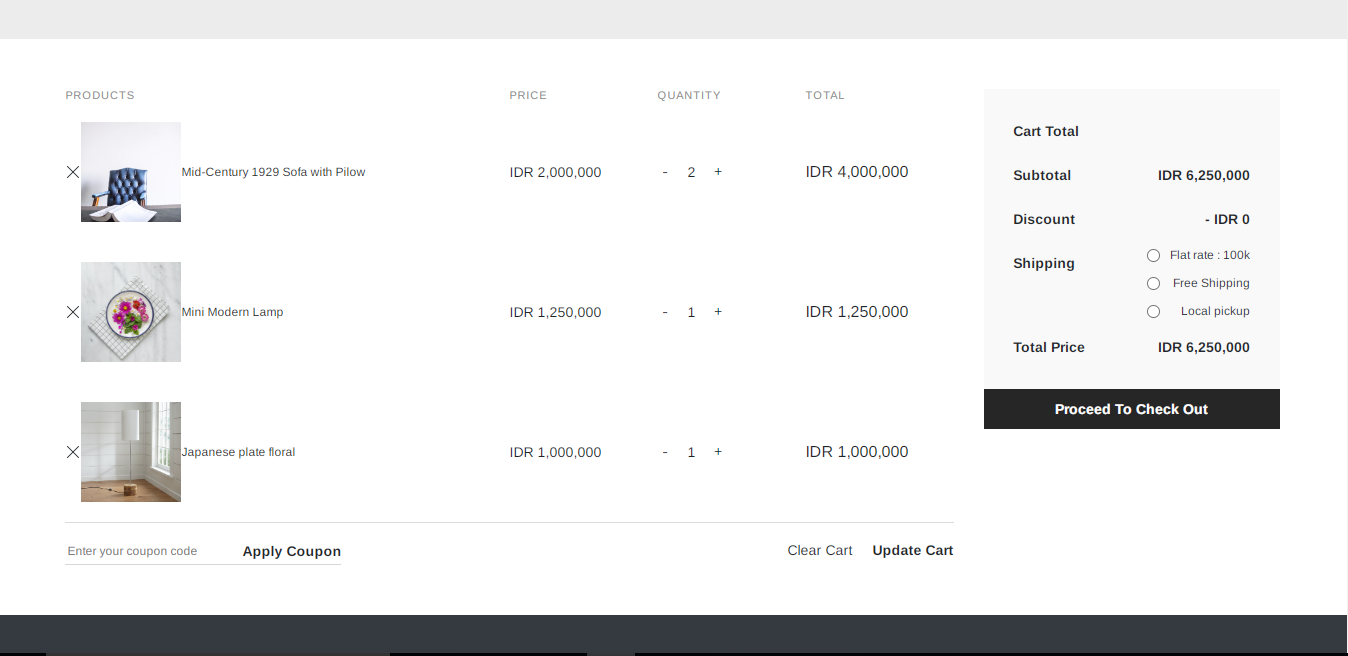 PRODUCTS PRICE QUANTITY TOTAL
Mid-Century 1929 Sofa with Pilow IDR 2,000,000 - 2 + IDR 4,000,000
Mini Modern Lamp IDR 1,250,000 - 1 + IDR 1,250,000
Japanese plate floral IDR 1,000,000 - 1 + IDR 1,000,000
Enter your coupon code Apply Coupon Clear Cart Update Cart
Cart Total
Subtotal IDR 6,250,000
Discount - IDR 0
Shipping Flat rate : 100k
Free Shipping
Local pickup
Total Price IDR 6,250,000
Proceed To Check Out